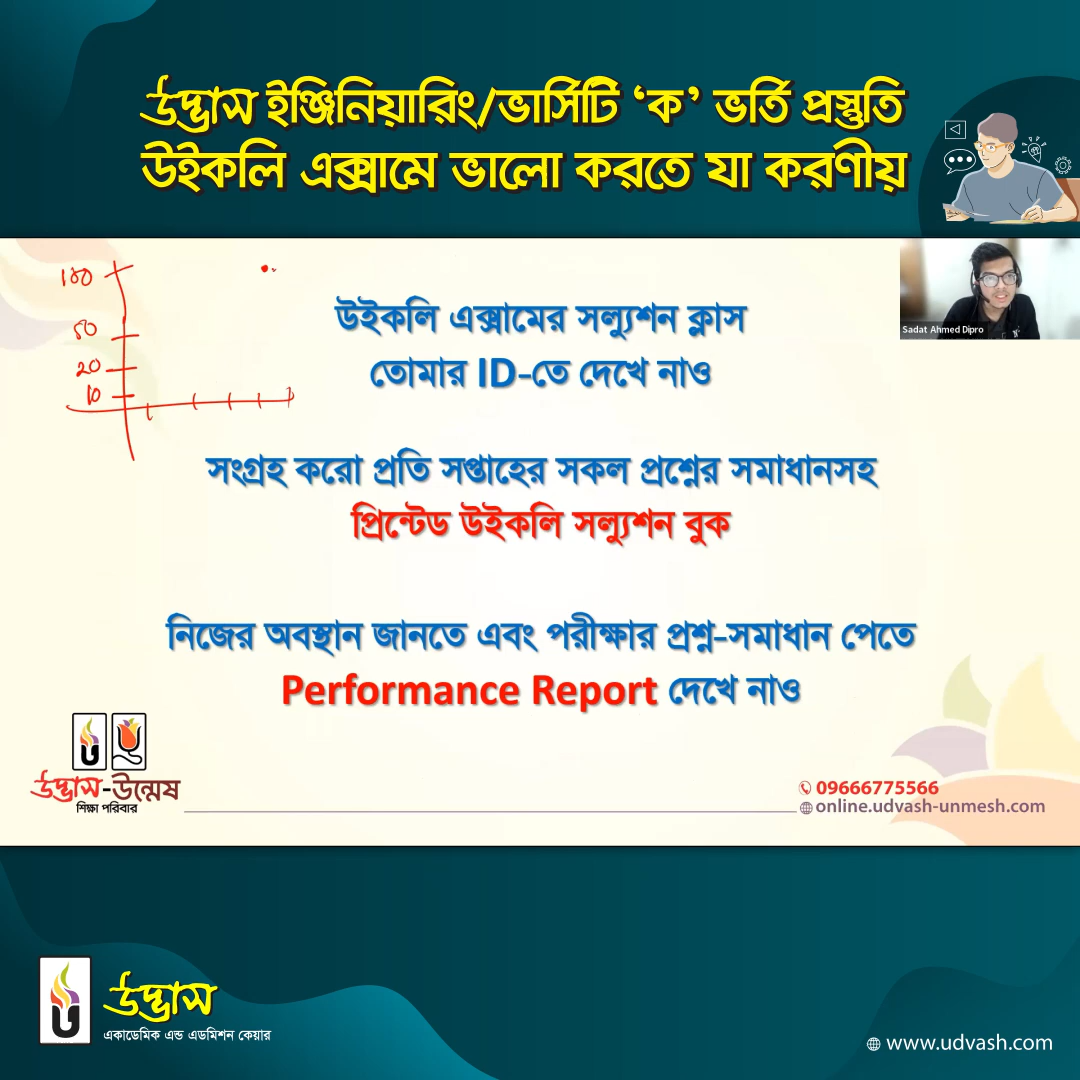 উদ্ভাস ইঞ্জিনিয়ারিং/ভার্সিটি ‘ক’ ভর্তি প্রস্তুতি
উইকলি এক্সামে ভালো করতে যা করণীয়
100
50
20
10
Sadat Ahmed Dipro
উইকলি এক্সামের সল্যুশন ক্লাস
তোমার ID-তে দেখে নাও
সংগ্রহ করো প্রতি সপ্তাহের সকল প্রশ্নের সমাধানসহ
প্রিন্টেড উইকলি সল্যুশন বুক
নিজের অবস্থান জানতে এবং পরীক্ষার প্রশ্ন-সমাধান পেতে
Performance Report দেখে নাও
উদ্ভাস-উন্মেষ
শিক্ষা পরিবার
09666775566
online.udvash-unmesh.com
উদ্ভাস
একাডেমিক এন্ড এডমিশন কেয়ার
www.udvash.com